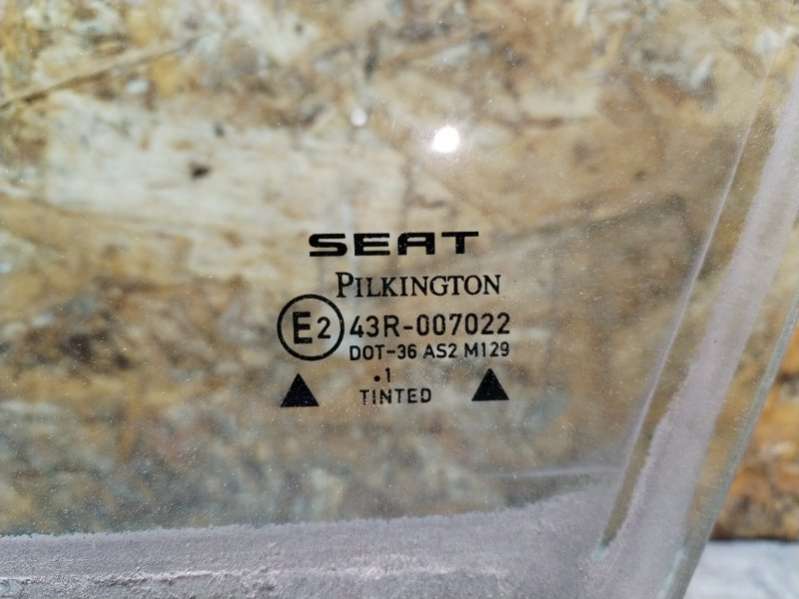 SEAT
PILKINGTON
E2 43R-007022
DOT-36 AS2 M129
.1
TINTED